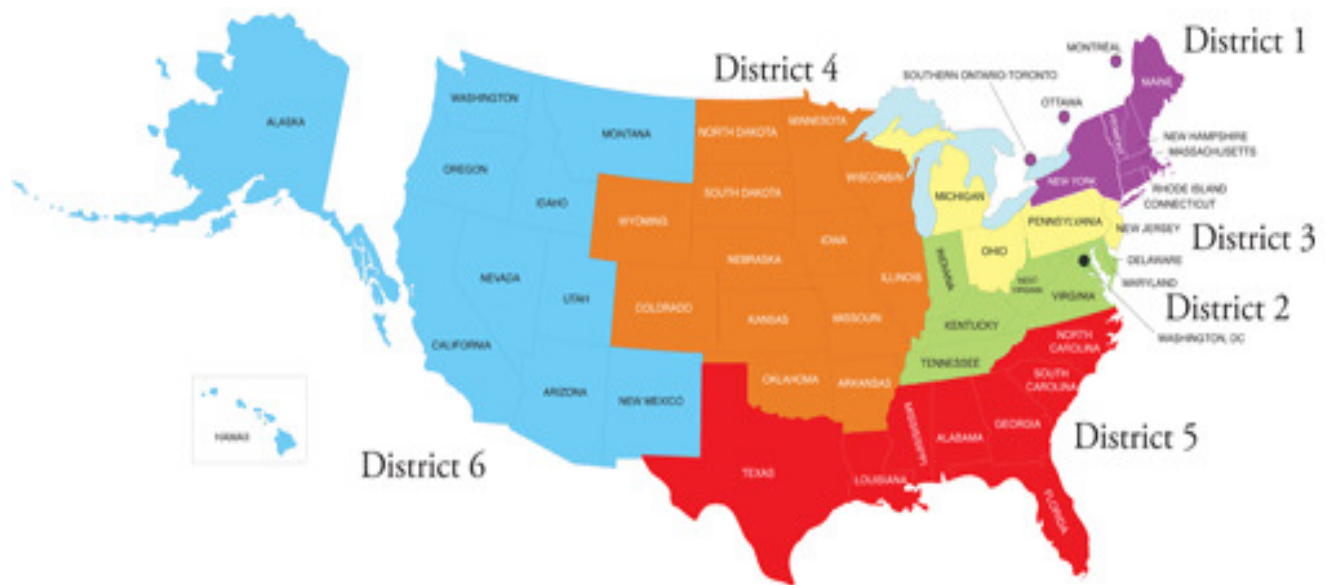 District 1
MONTRÉAL
District 4
SOUTHERN ONTARIO-TORONTO
MAINE
WASHINGTON
OTTAWA
MINNESOTA
ALASKA
MONTANA
NORTH DAKOTA
VERMONT
NEW HAMPSHIRE
MASSACHUSETTS
OREGON
WISCONSIN
NEW YORK
SOUTH DAKOTA
MICHIGAN
RHODE ISLAND
IDAHO
CONNECTICUT
WYOMING
PENNSYLVANIA
NEW JERSEY
District 3
IOWA
OHIO
NEBRASKA
INDIANA
DELAWARE
NEVADA
ILLINOIS
UTAH
WEST
VIRGINIA
MARYLAND
VIRGINIA
District 2
COLORADO
KANSAS
MISSOURI
KENTUCKY
WASHINGTON, DC
CALIFORNIA
NORTH
CAROLINA
TENNESSEE
OKLAHOMA
ARKANSAS
SOUTH
CAROLINA
ARIZONA
NEW MEXICO
MISSISSIPPI
GEORGIA
ALABAMA
HAWAII
District 5
District 6
TEXAS
LOUISIANA
FLORIDA